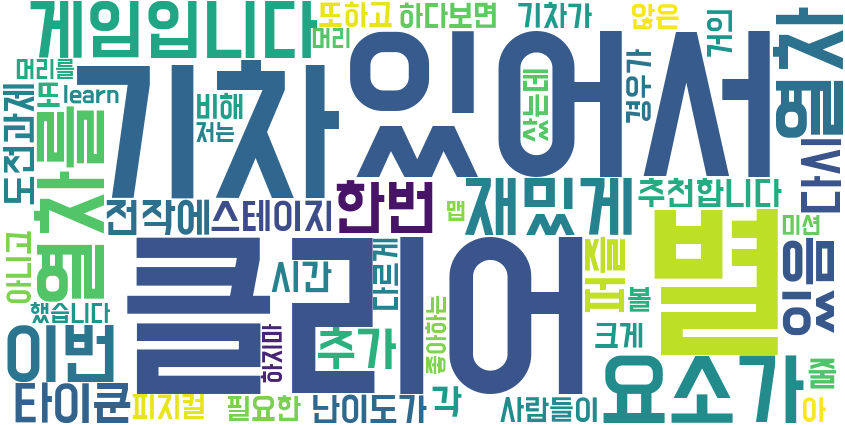 게임입니다
또하고
하다보면
기차가
않은
거의
열차
머리
머리를
또
learn
비해
저는
기차
있어서
샀는데
경우가
시간
도전과제
열차를
전작에
스테이지
한번
맵
재밌게
추천합니다
미션
있음
아니고
했습니다
클리어
별
시간
다르게
퍼즐
볼
이번
하지마
추가
좋아하는
크게
타이쿤
피지컬
필요한
난이도가
각
사람들이
요소가
줄
아